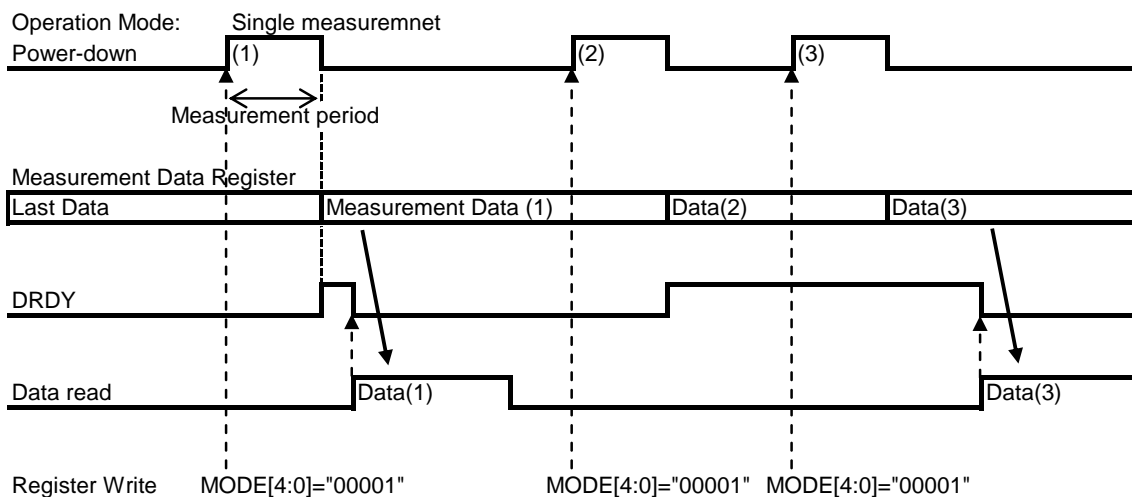 Operation Mode: Single measuremnet
Power-down (1) (2) (3)
Measurement period
Measurement Data Register
Last Data Measurement Data (1) Data(2) Data(3)
DRDY
Data read Data(1) Data(3)
Register Write MODE[4:0]="00001" MODE[4:0]="00001" MODE[4:0]="00001"